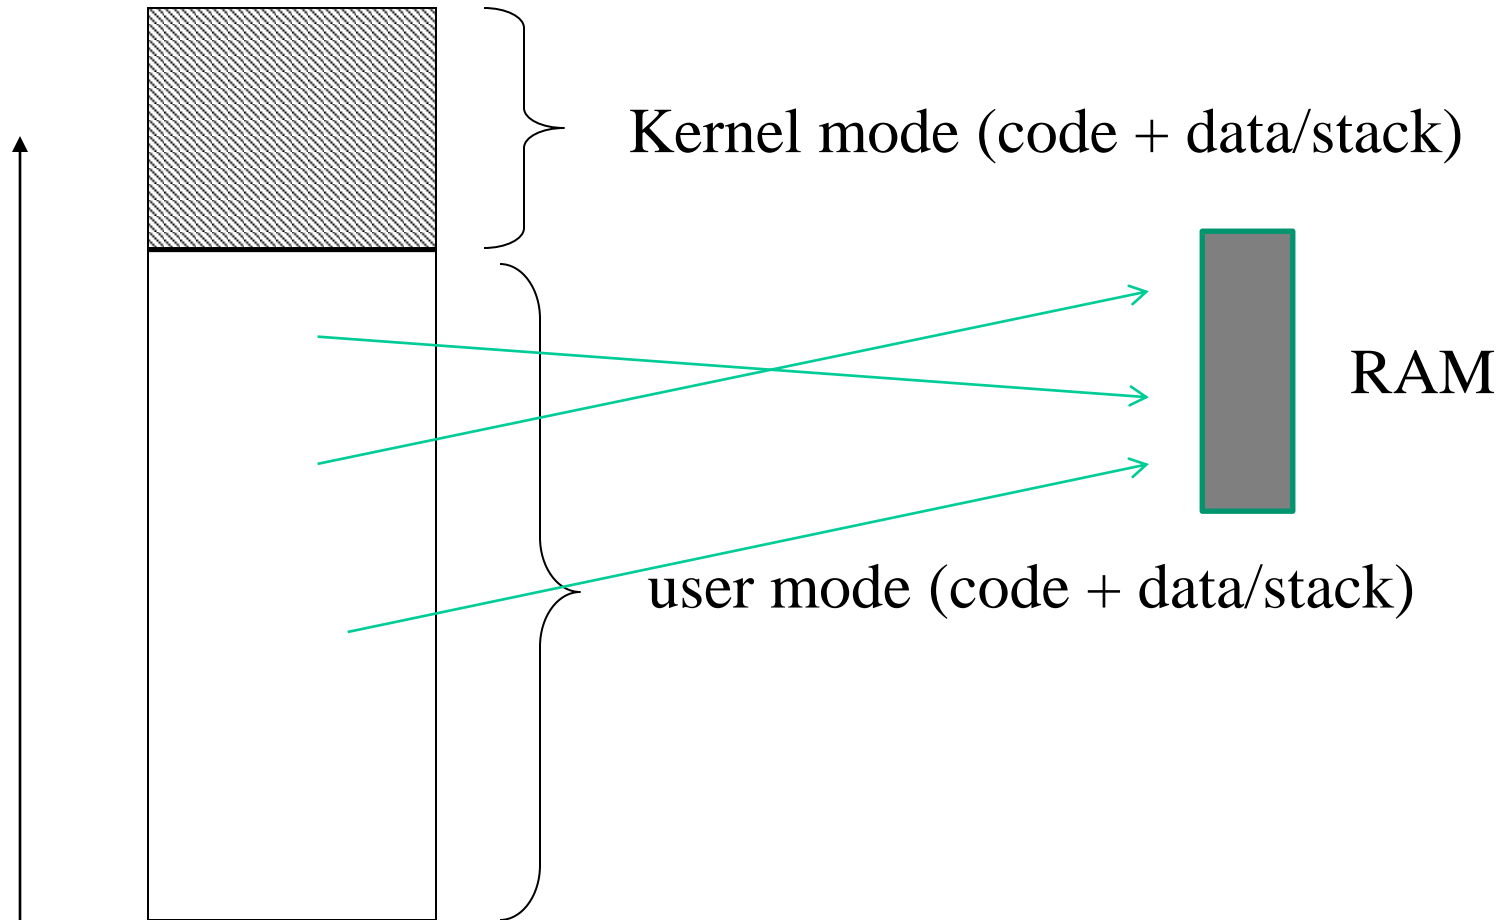 Kernel mode (code + data/stack)
RAM
user mode (code + data/stack)